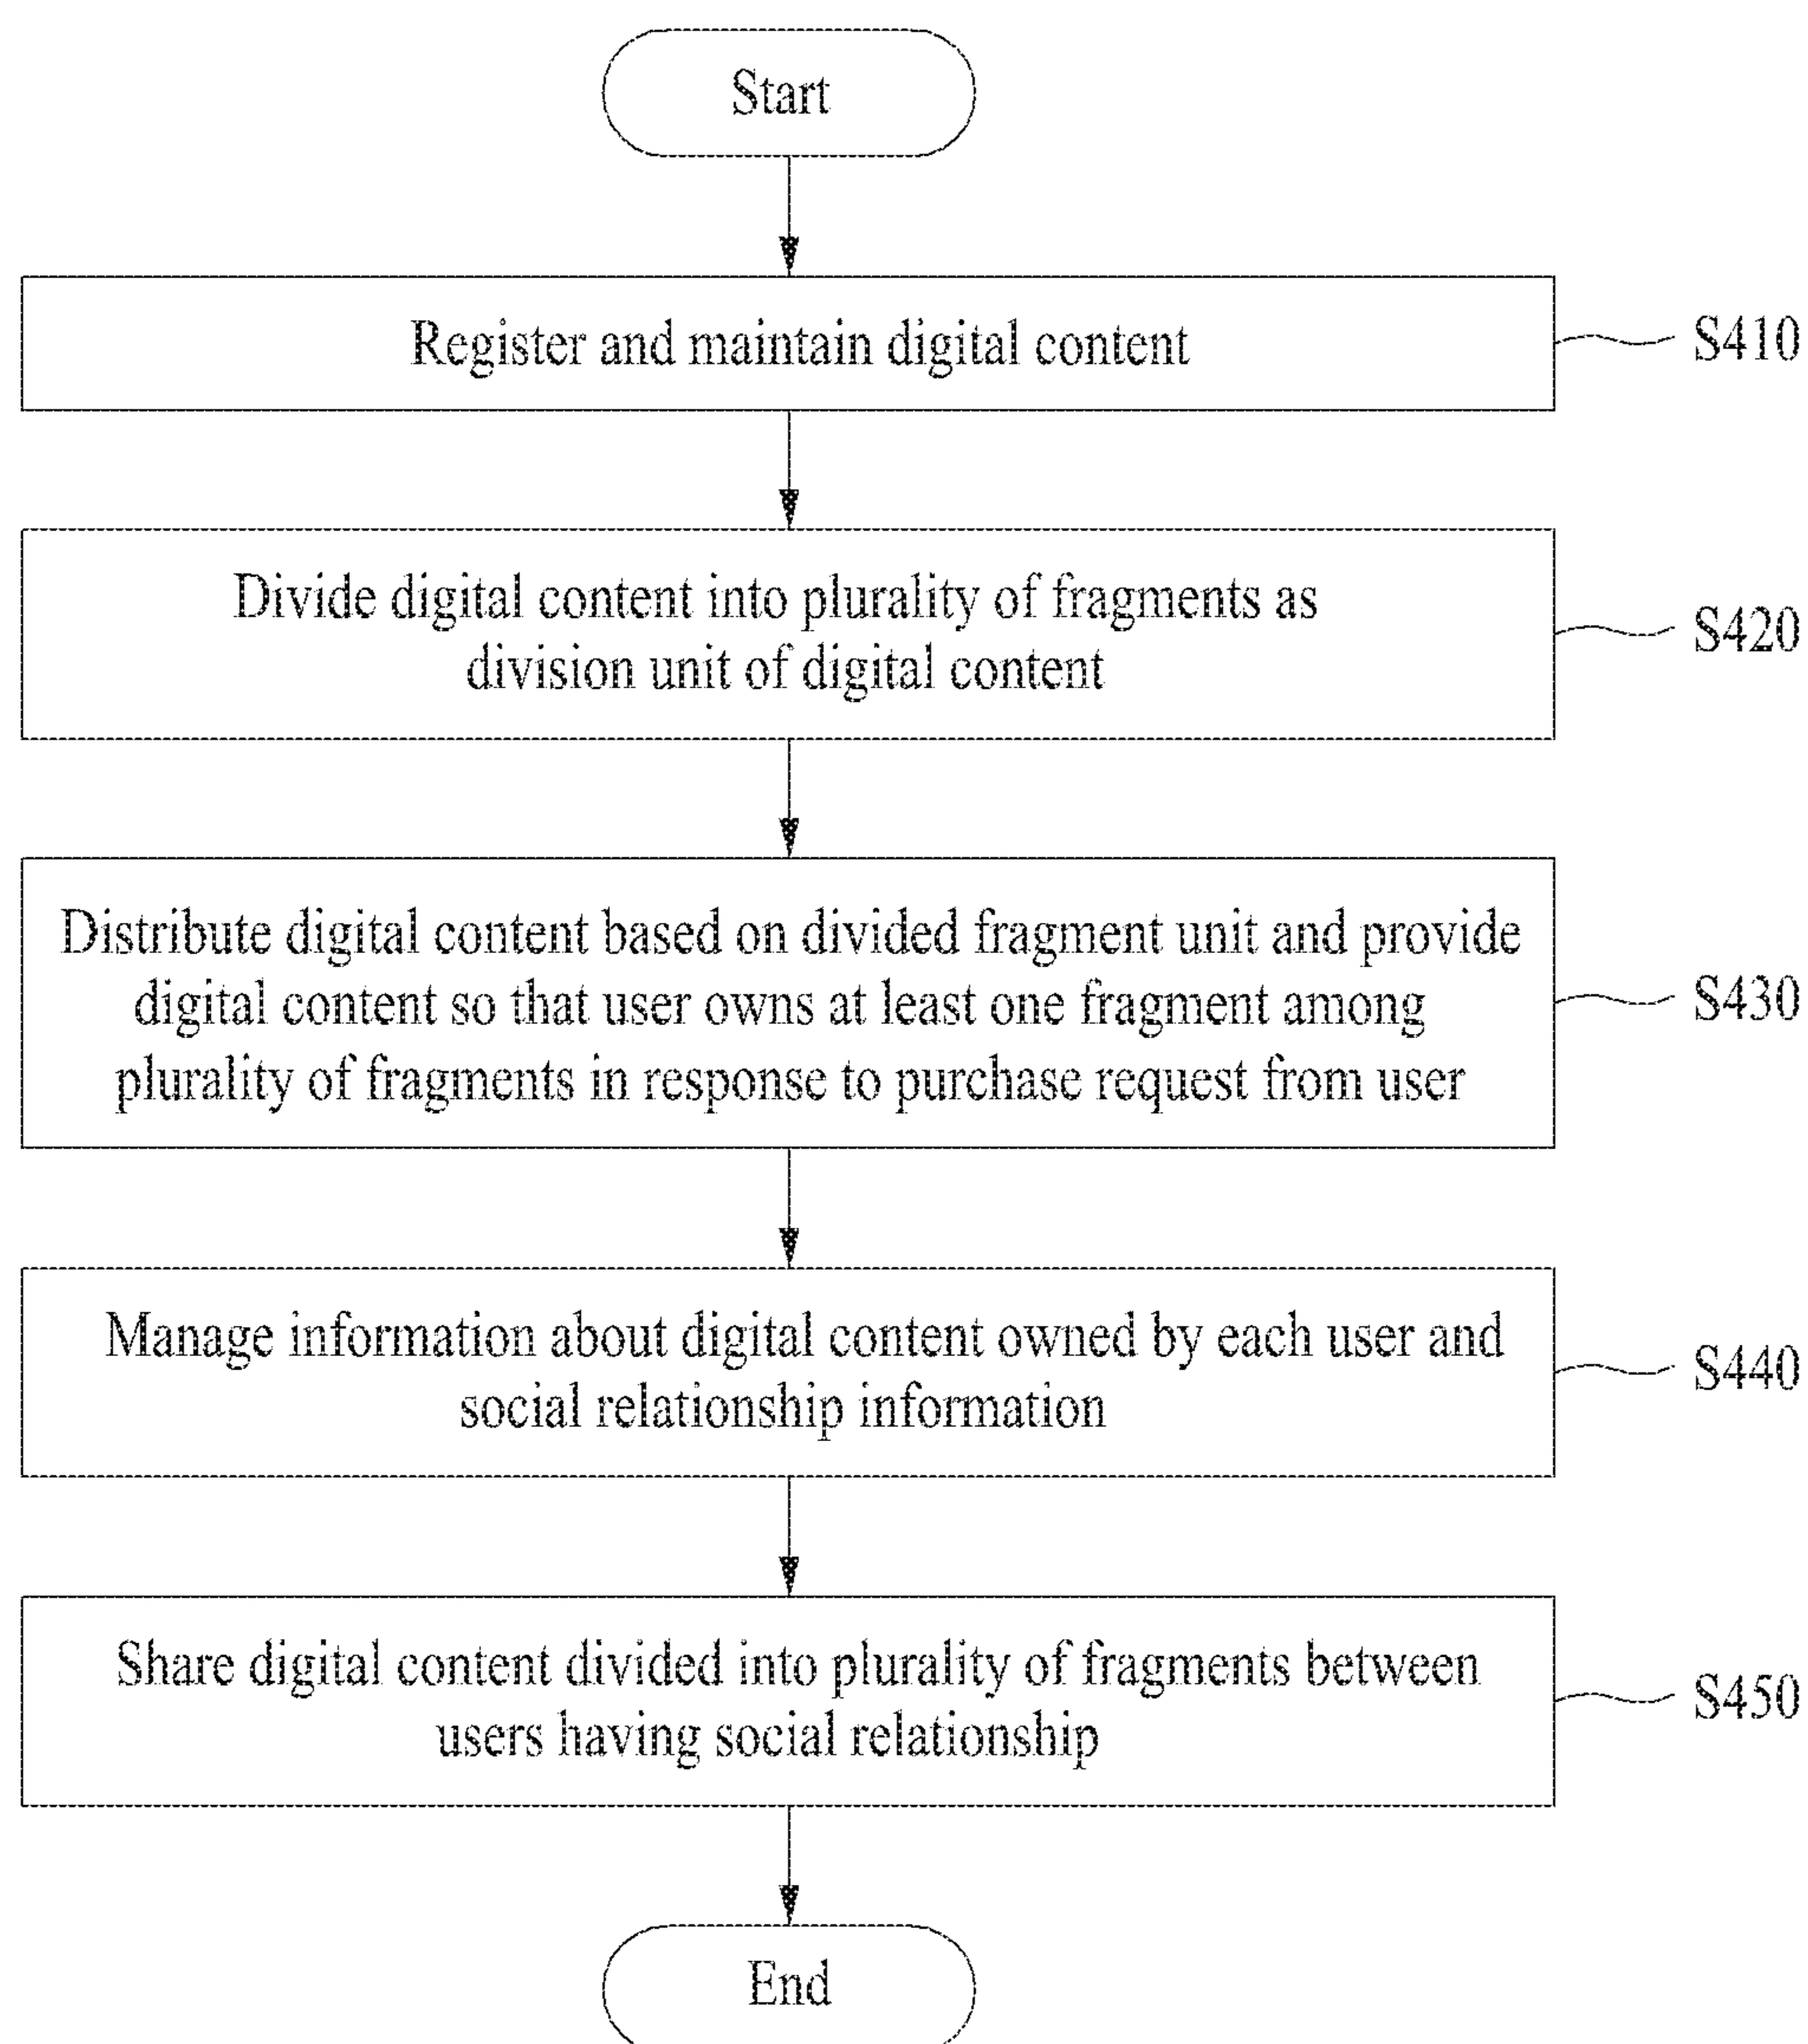 Start
Register and maintain digital content
S410
Divide digital content into plurality of fragments as
division unit of digital content
S420
Distribute digital content based on divided fragment unit and provide
digital content so that user owns at least one fragment among
plurality of fragments in response to purchase request from user
S430
Manage information about digital content owned by each user and
social relationship information
S440
Share digital content divided into plurality of fragments between
users having social relationship
S450
End